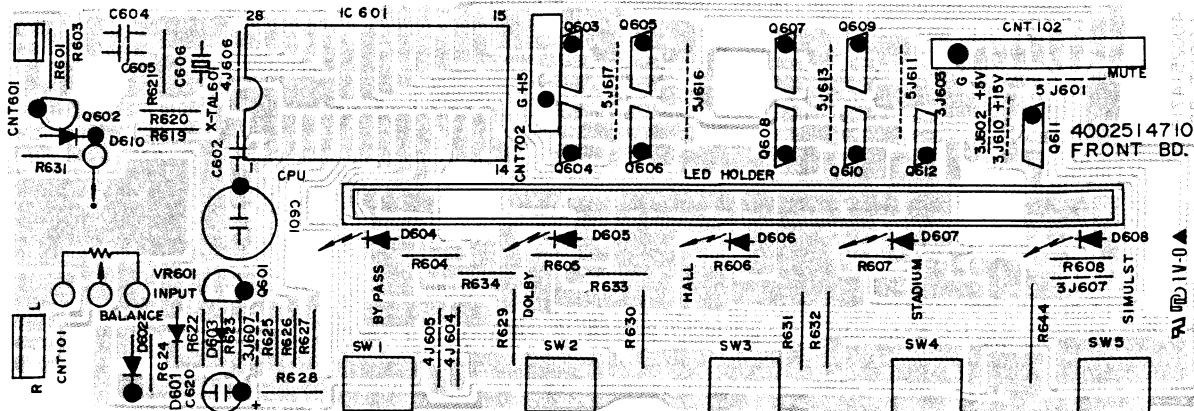 C604
28
IC 601
15
Q603
Q605
Q607
Q609
CNT 102
R601
R603
C605
R621
C606
X-TAL601
4J606
G +15
5J617
5J616
5J613
5J611
3J605
G
3J602 +5V
3J610 +15V
MUTE
5J601
CNT601
Q602
R620
D610
R619
R631
C602
1
14
CPU
CNT702
Q604
Q606
Q608
Q610
Q612
Q611
4002514710
FRONT BD.
LED HOLDER
C601
D604
D605
D606
D607
D608
R604
R605
R606
R607
R608
R634
R633
3J607
BY PASS
DOLBY
HALL
STADIUM
SIMULST
1V-0
VR601
INPUT
Q601
L
BALANCE
R
CNT101
D602
R624
D601
R622
D603
R623
3J607
R625
R626
R627
C620
+
R628
4J605
4J604
R629
R630
R631
R632
R644
SW1
SW2
SW3
SW4
SW5